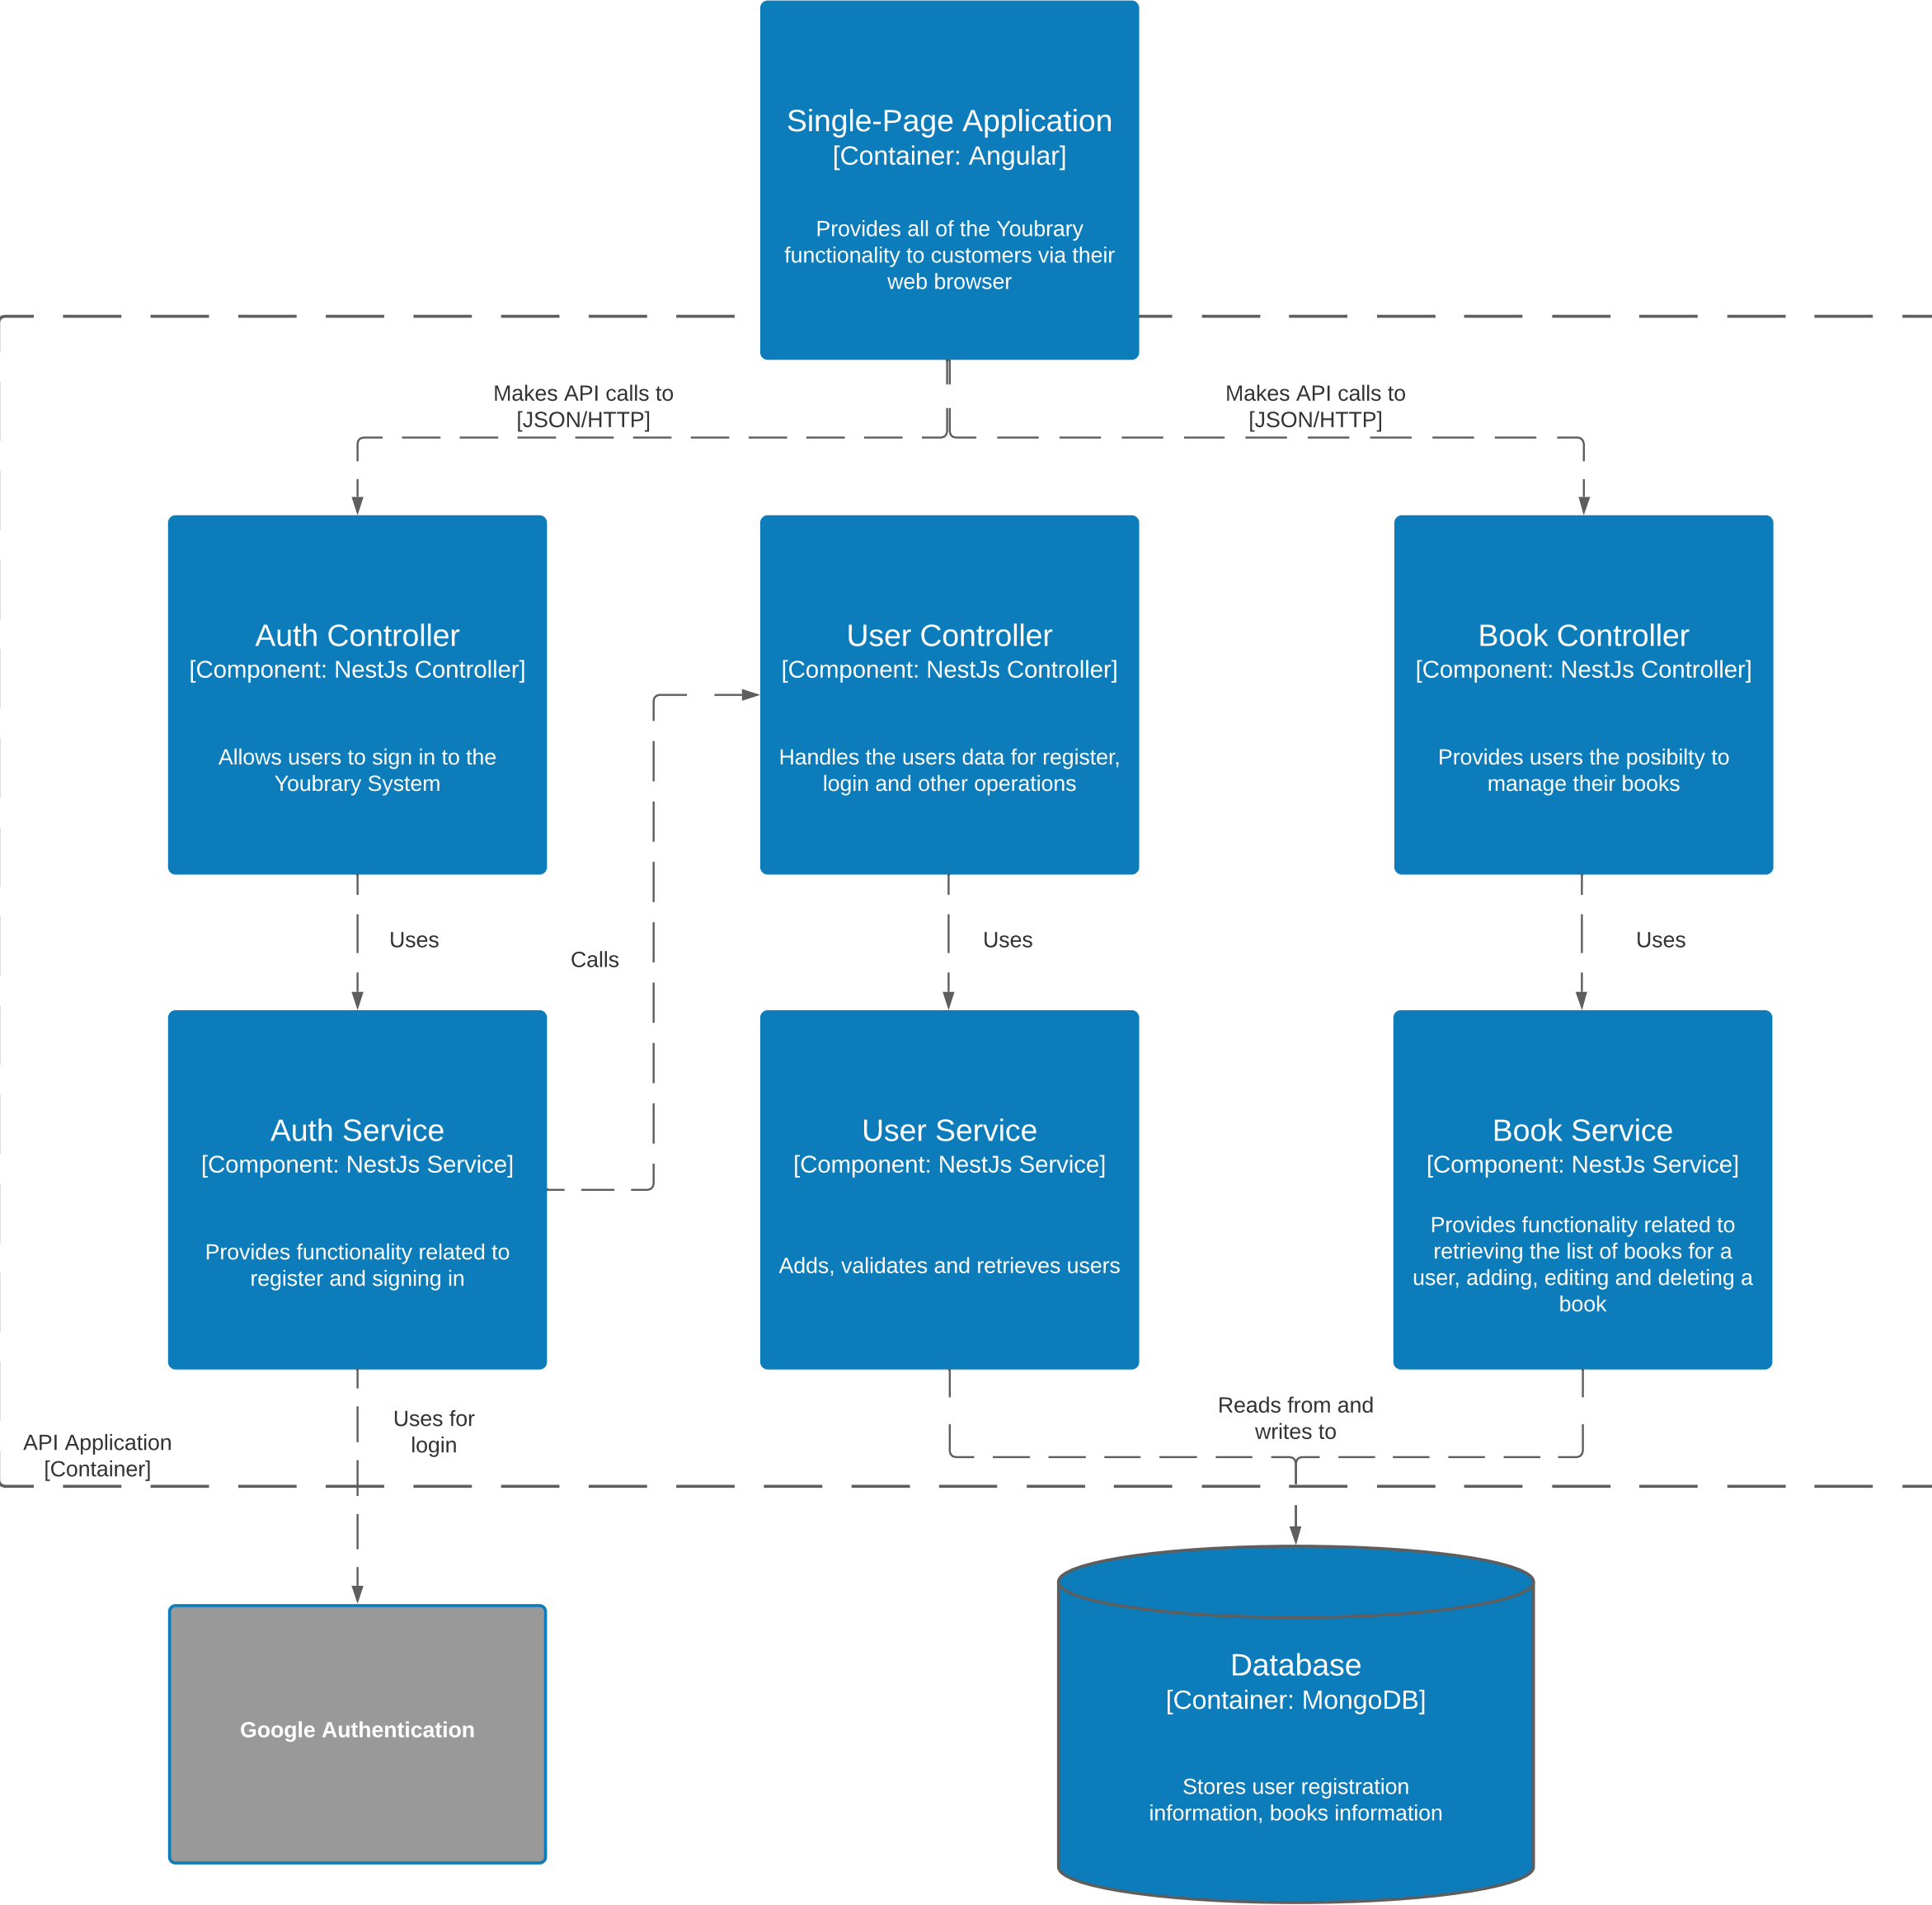 Single-Page Application
[Container: Angular]
Provides all of the Youbrary
functionality to customers via their
web browser
Makes API calls to
[JSON/HTTP]
Makes API calls to
[JSON/HTTP]
Auth Controller
[Component: NestJs Controller]
Allows users to sign in to the
Youbrary System
User Controller
[Component: NestJs Controller]
Handles the users data for register,
login and other operations
Book Controller
[Component: NestJs Controller]
Provides users the posibilty to
manage their books
Uses
Calls
Uses
Uses
Auth Service
[Component: NestJs Service]
Provides functionality related to
register and signing in
User Service
[Component: NestJs Service]
Adds, validates and retrieves users
Book Service
[Component: NestJs Service]
Provides functionality related to
retrieving the list of books for a
user, adding, editing and deleting a
book
API Application
[Container]
Uses for
login
Reads from and
writes to
Google Authentication
Database
[Container: MongoDB]
Stores user registration
information, books information